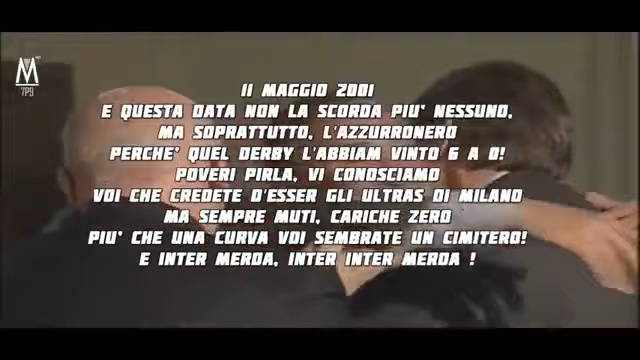 M
7P9
11 MAGGIO 2001
E QUESTA DATA NON LA SCORDA PIU' NESSUNO,
MA SOPRATTUTTO, L'AZZURRONERO
PERCHE' QUEL DERBY L'ABBIAM VINTO 6 A 0!
POVERI PIRLA, VI CONOSCIAMO
VOI CHE CREDETE D'ESSER GLI ULTRAS DI MILANO
MA SEMPRE MUTI, CARICHE ZERO
PIU' CHE UNA CURVA VOI SEMBRATE UN CIMITERO!
E INTER MERDA, INTER INTER MERDA !